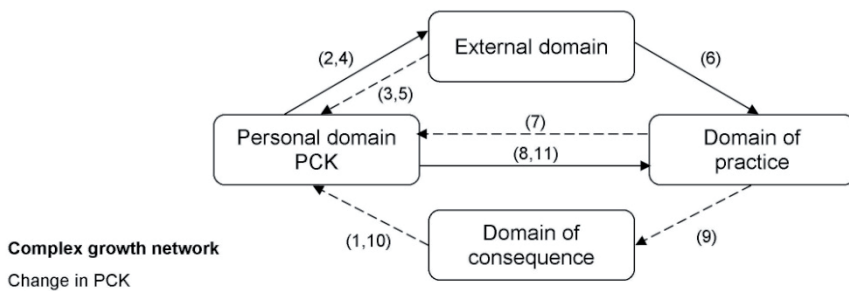 External domain
(2,4)
(6)
(3,5)
(7)
Personal domain
PCK
Domain of
practice
(8,11)
(1,10)
Domain of
consequence
(9)
Complex growth network
Change in PCK